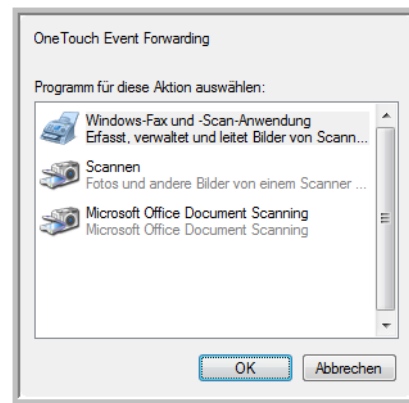 OneTouch Event Forwarding
Programm für diese Aktion auswählen:
Windows-Fax und -Scan-Anwendung
Erfasst, verwaltet und leitet Bilder von Scann...
Scannen
Fotos und andere Bilder von einem Scanner ...
Microsoft Office Document Scanning
Microsoft Office Document Scanning
OK Abbrechen